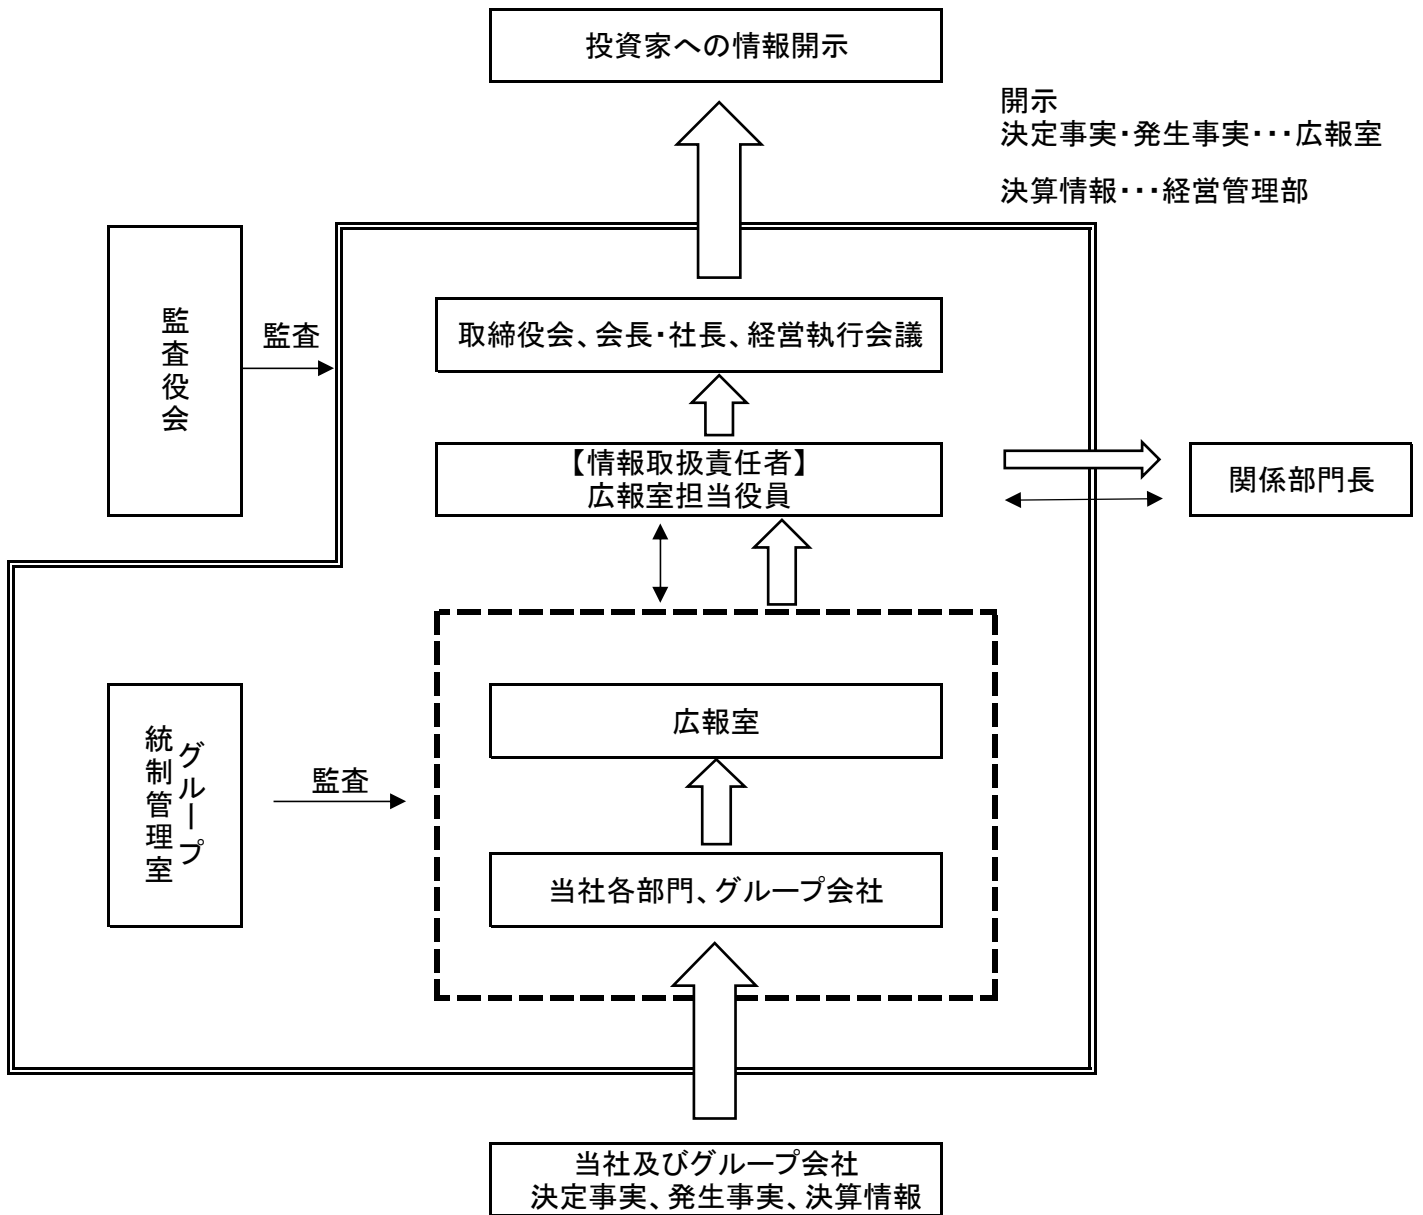 投資家への情報開示
開示
決定事実・発生事実・・・広報室
決算情報・・・経営管理部
監査役会
監査
取締役会、会長・社長、経営執行会議
【情報取扱責任者】
広報室担当役員
関係部門長
グループ
統制管理室
監査
広報室
当社各部門、グループ会社
当社及びグループ会社
決定事実、発生事実、決算情報